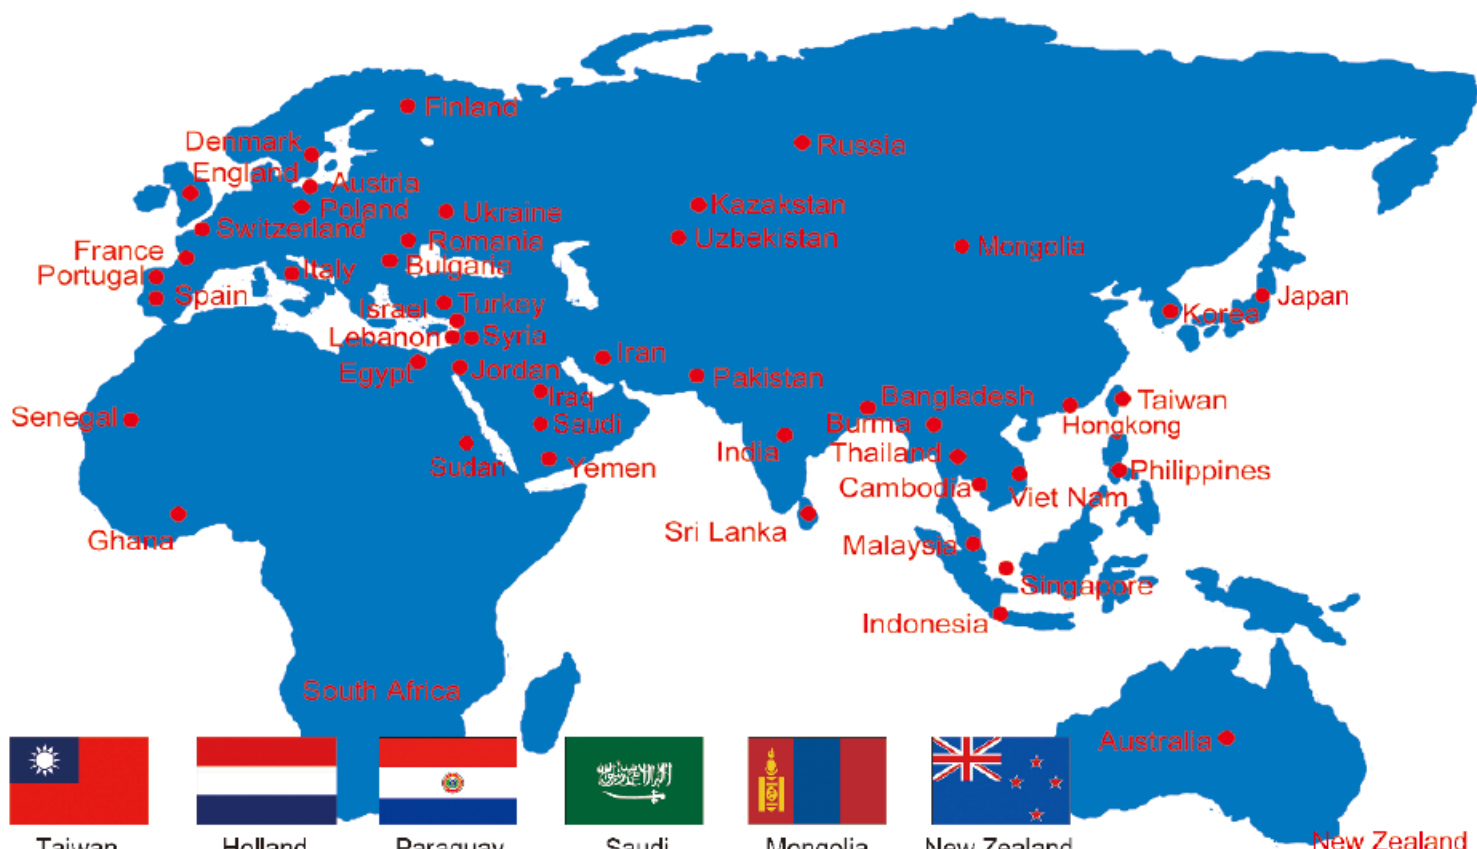 Finland
Denmark
Russia
England
Austria
Poland
Kazakstan
Ukraine
Switzerland
Uzbekistan
Romania
Mongolia
France
Bulgaria
Portugal
Italy
Spain
Japan
Turkey
Israel
Korea
Lebanon
Syria
Iran
Egypt
Jordan
Pakistan
Iraq
Bangladesh
Taiwan
Senegal
Saudi
Burma
Hongkong
India
Thailand
Sudan
Yemen
Philippines
Cambodia
Viet Nam
Sri Lanka
Ghana
Malaysia
Singapore
Indonesia
South Africa
Australia
New Zealand
Taiwan
Holland
Paraguay
Saudi
Mongolia
New Zealand